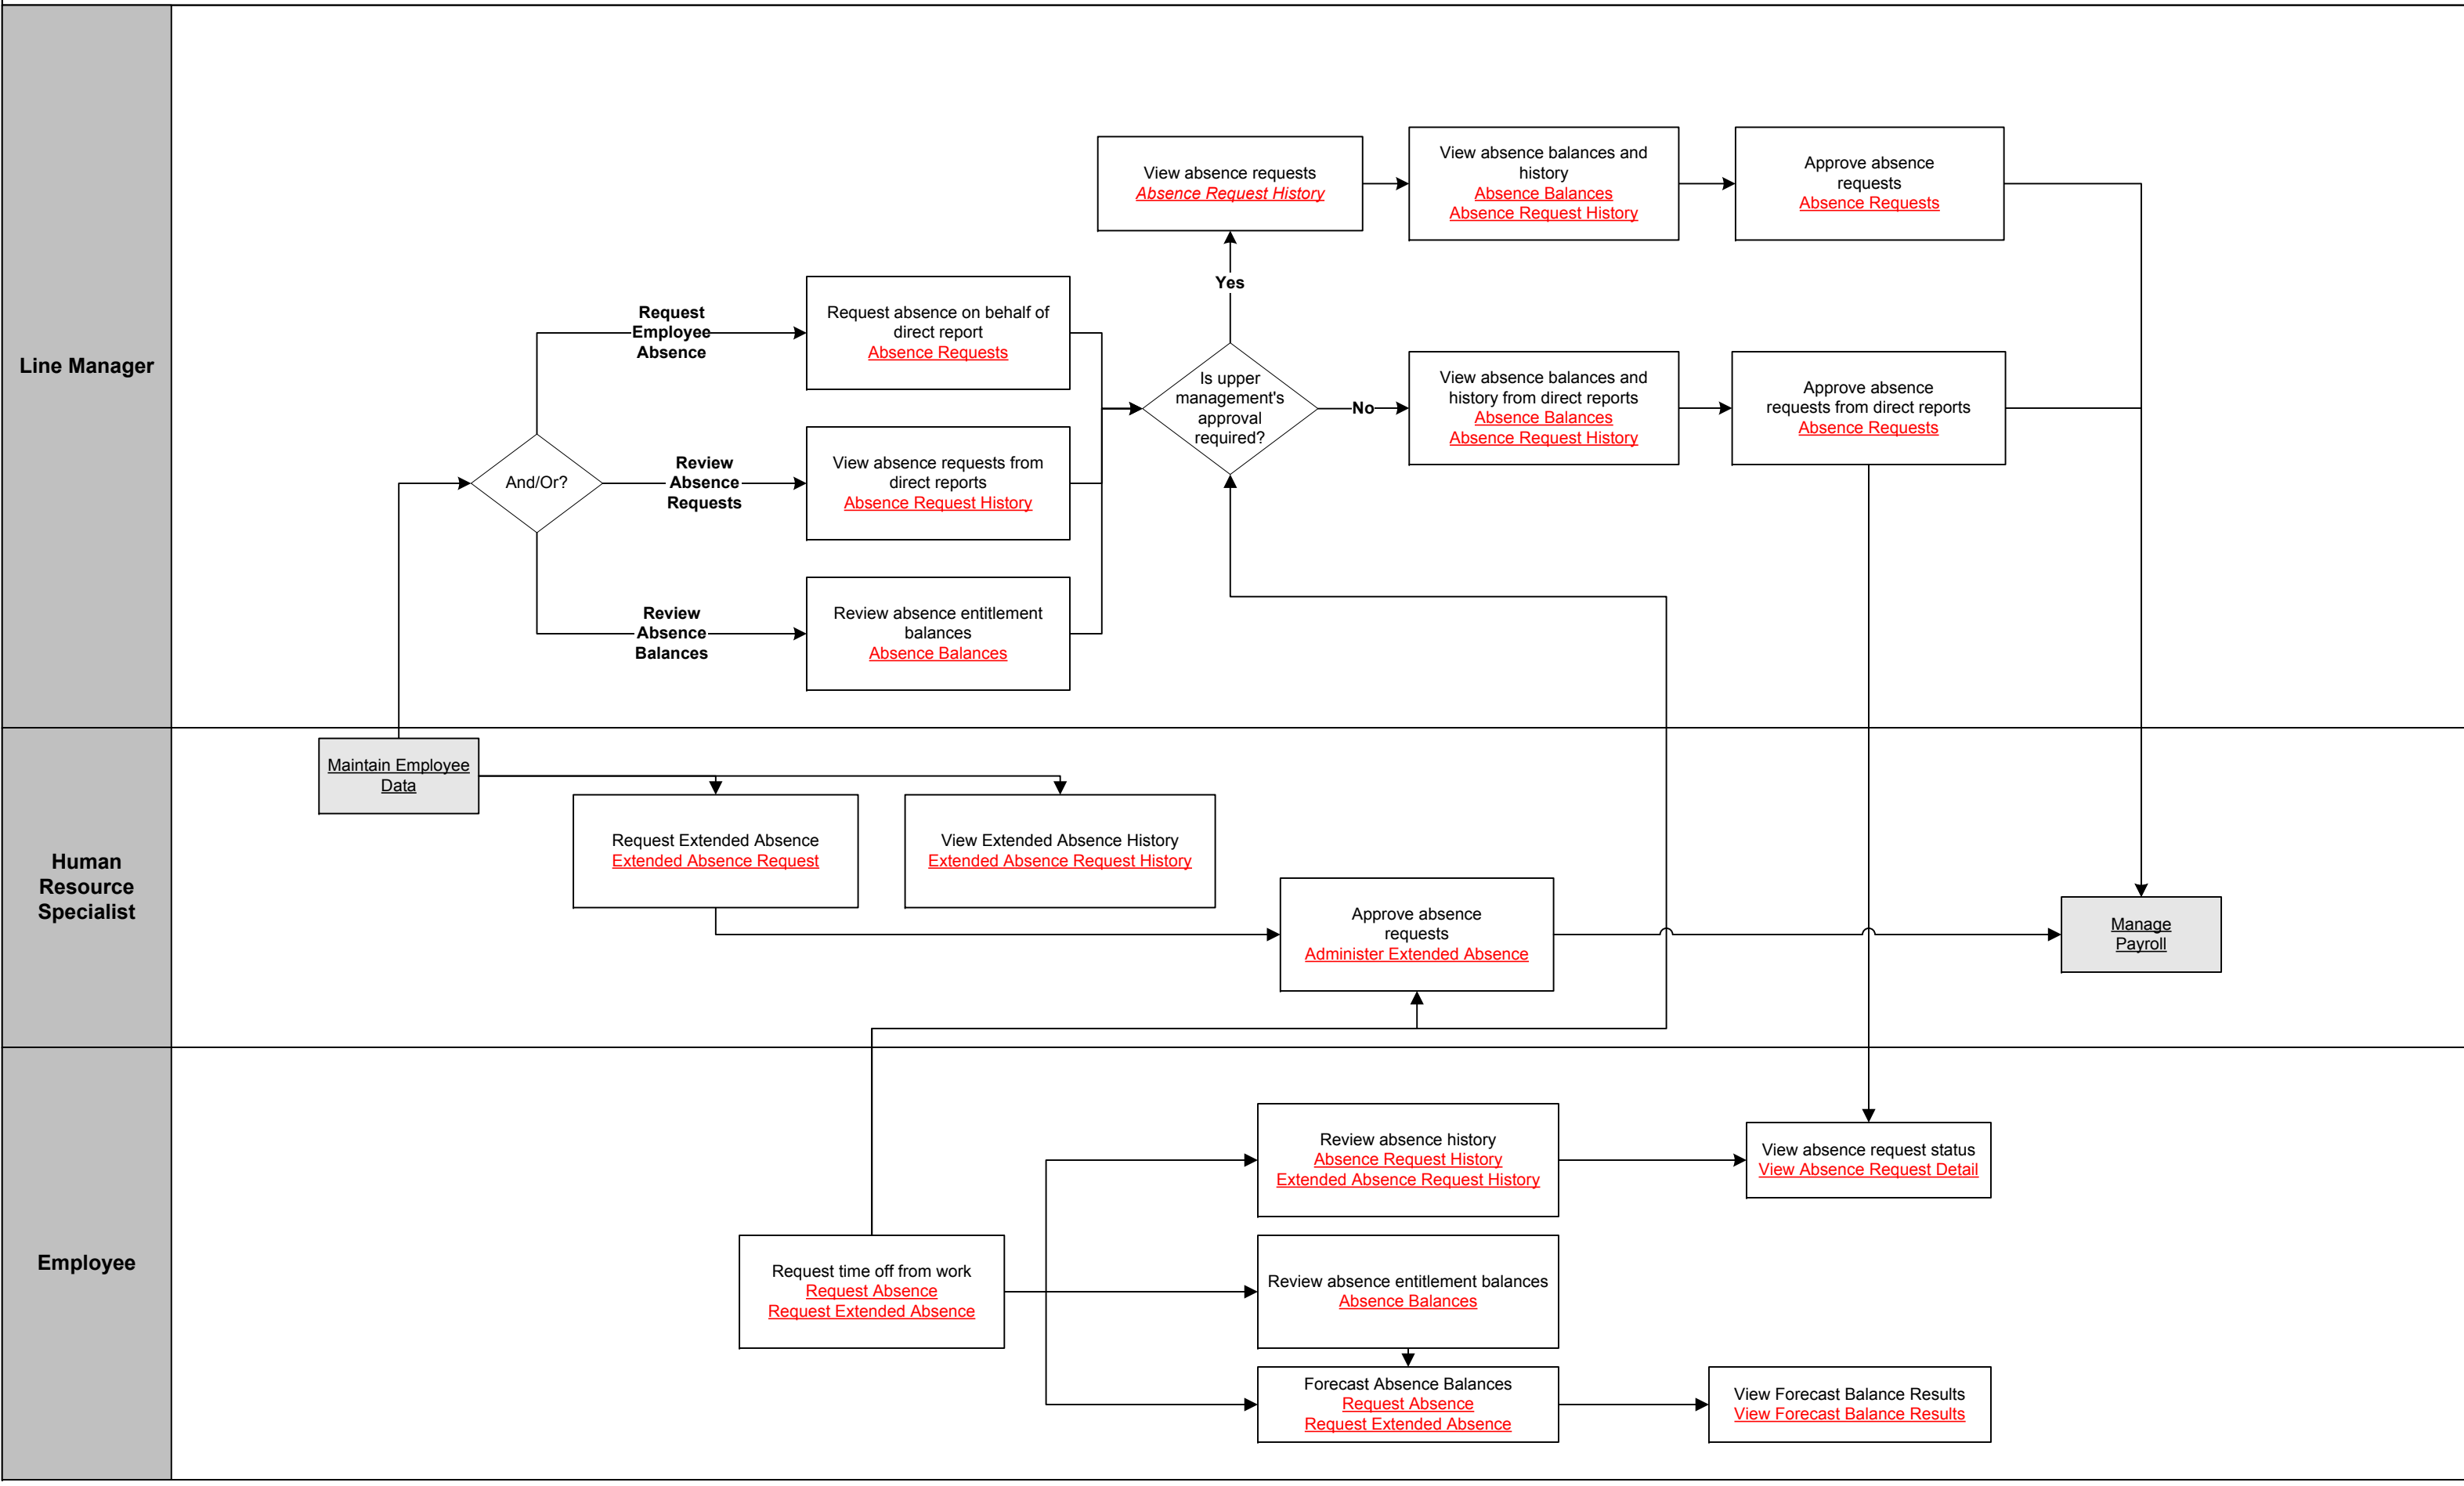 Line Manager
View absence requests
Absence Request History
View absence balances and
history
Absence Balances
Absence Request History
Approve absence
requests
Absence Requests
Yes
Request
Employee
Absence
Request absence on behalf of
direct report
Absence Requests
Is upper
management's
approval
required?
No
View absence balances and
history from direct reports
Absence Balances
Absence Request History
Approve absence
requests from direct reports
Absence Requests
And/Or?
Review
Absence
Requests
View absence requests from
direct reports
Absence Request History
Review
Absence
Balances
Review absence entitlement
balances
Absence Balances
Human
Resource
Specialist
Maintain Employee
Data
Request Extended Absence
Extended Absence Request
View Extended Absence History
Extended Absence Request History
Approve absence
requests
Administer Extended Absence
Manage
Payroll
Employee
Review absence history
Absence Request History
Extended Absence Request History
View absence request status
View Absence Request Detail
Request time off from work
Request Absence
Request Extended Absence
Review absence entitlement balances
Absence Balances
Forecast Absence Balances
Request Absence
Request Extended Absence
View Forecast Balance Results
View Forecast Balance Results